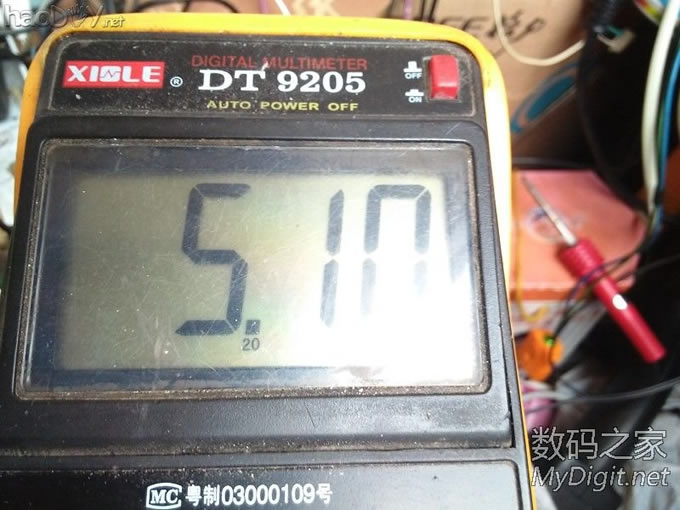 haoDIY.net
XIOLE ®
DIGITAL MULTIMETER
DT 9205
AUTO POWER OFF
OFF
ON
5.10
20
MC 粤制03000109号
数码之家
MyDigit.net